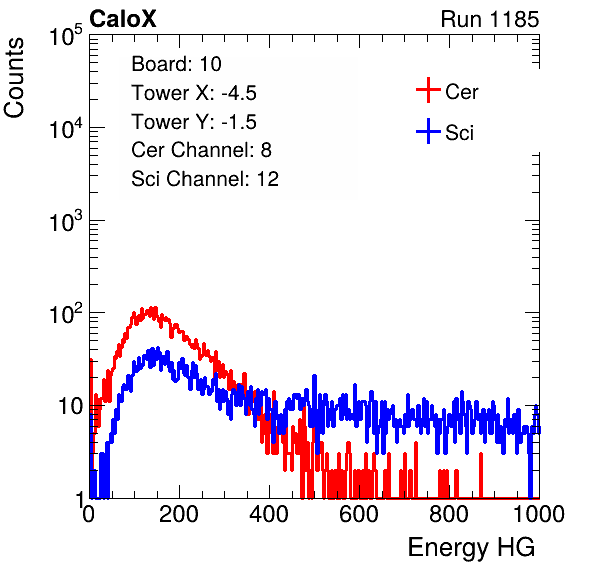 CaloX Run 1185
Counts
10^5
10^4
10^3
10^2
10
1
Board: 10
Tower X: -4.5
Tower Y: -1.5
Cer Channel: 8
Sci Channel: 12
Cer
Sci
0 200 400 600 800 1000
Energy HG